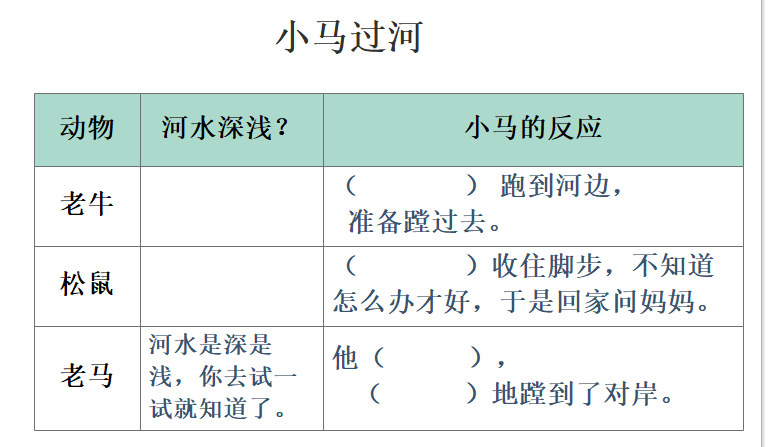 小马过河
动物 河水深浅？ 小马的反应
老牛 （ ） 跑到河边，
准备蹚过去。
松鼠 （ ）收住脚步，不知道
怎么办才好，于是回家问妈妈。
老马
河水是深是
浅，你去试一
试就知道了。
他（ ），
（ ）地蹚到了对岸。